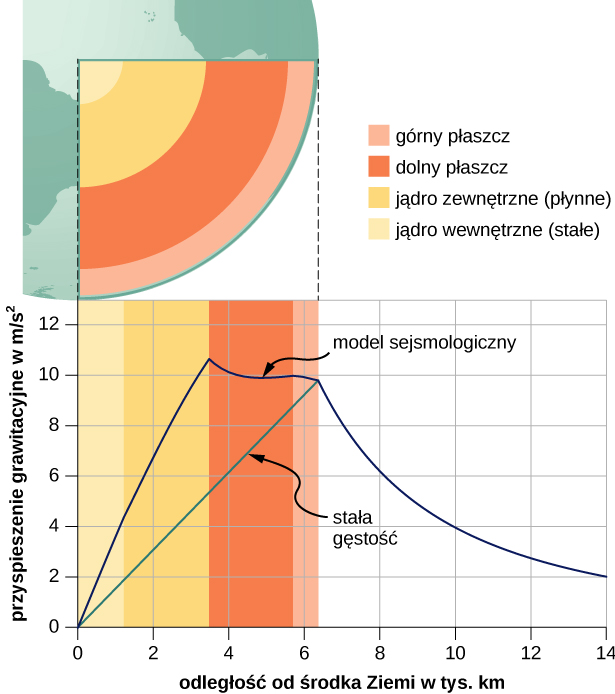 górny płaszcz
dolny płaszcz
jądro zewnętrzne (płynne)
jądro wewnętrzne (stałe)
przyspieszenie grawitacyjne w m/s²
12
10
8
6
4
2
0
model sejsmologiczny
stała
gęstość
0 2 4 6 8 10 12 14
odległość od środka Ziemi w tys. km